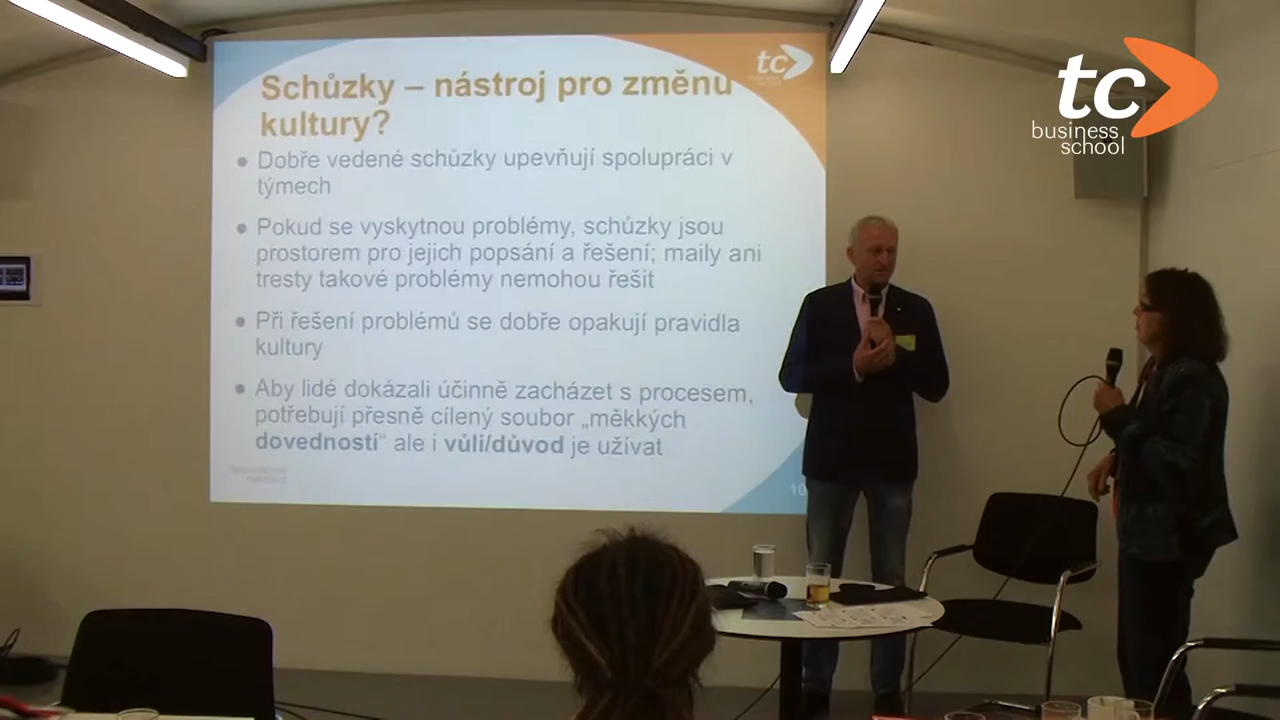 Schůzky – nástroj pro změnu
kultury?
• Dobře vedené schůzky upevňují spolupráci v
týmech
• Pokud se vyskytnou problémy, schůzky jsou
prostorem pro jejich popsání a řešení; maily ani
tresty takové problémy nemohou řešit
• Při řešení problémů se dobře opakují pravidla
kultury
• Aby lidé dokázali účinně zacházet s procesem,
potřebují přesně cílený soubor „měkkých
dovedností“ ale i vůli/důvod je užívat
tc
10
tc
business
school